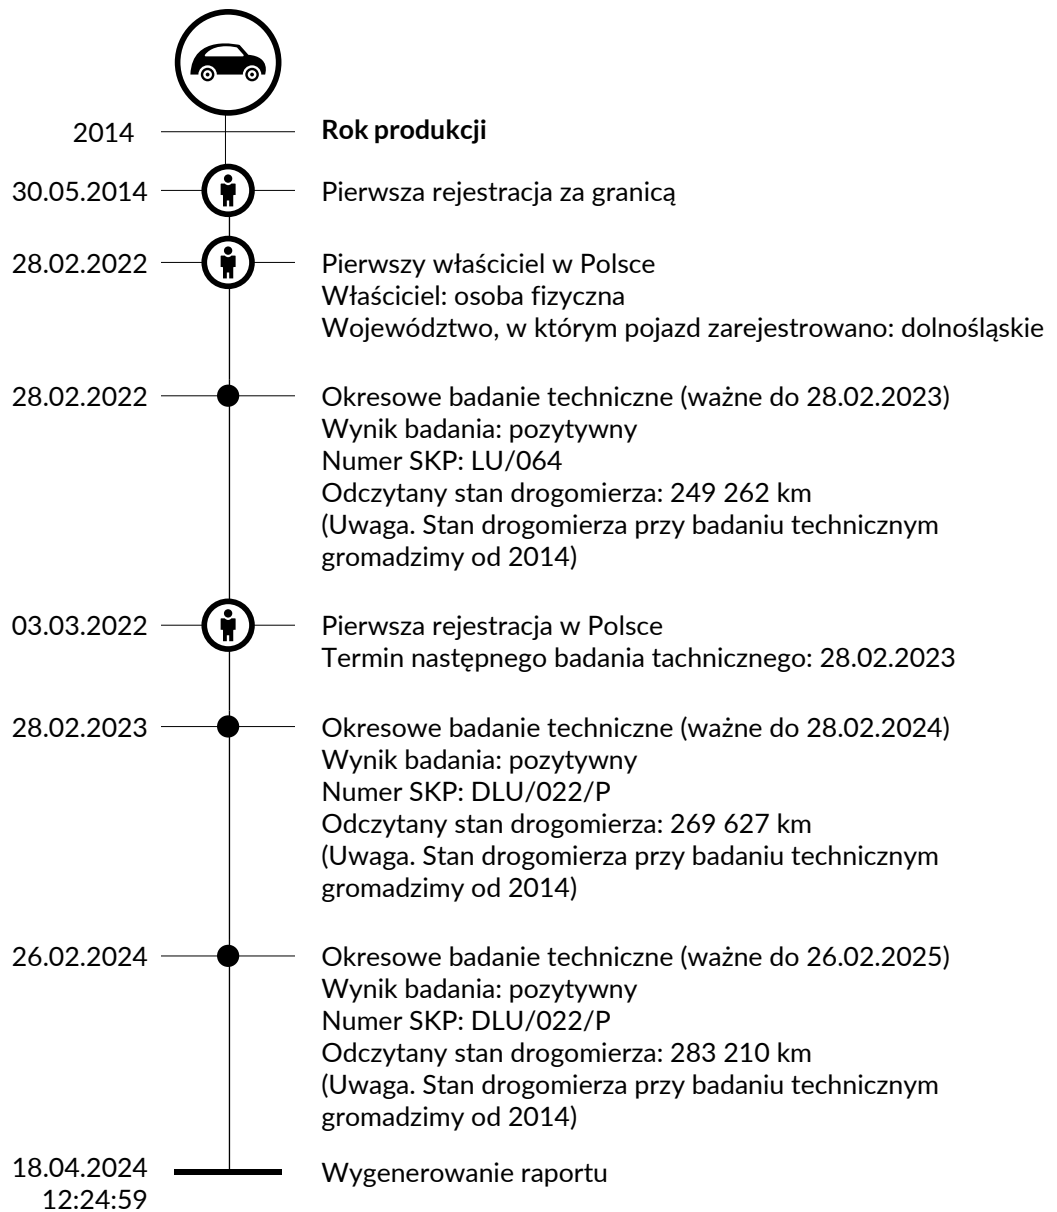 2014 Rok produkcji
30.05.2014 Pierwsza rejestracja za granicą
28.02.2022 Pierwszy właściciel w Polsce
Właściciel: osoba fizyczna
Województwo, w którym pojazd zarejestrowano: dolnośląskie
28.02.2022 Okresowe badanie techniczne (ważne do 28.02.2023)
Wynik badania: pozytywny
Numer SKP: LU/064
Odczytany stan drogomierza: 249 262 km
(Uwaga. Stan drogomierza przy badaniu technicznym
gromadzimy od 2014)
03.03.2022 Pierwsza rejestracja w Polsce
Termin następnego badania tachnicznego: 28.02.2023
28.02.2023 Okresowe badanie techniczne (ważne do 28.02.2024)
Wynik badania: pozytywny
Numer SKP: DLU/022/P
Odczytany stan drogomierza: 269 627 km
(Uwaga. Stan drogomierza przy badaniu technicznym
gromadzimy od 2014)
26.02.2024 Okresowe badanie techniczne (ważne do 26.02.2025)
Wynik badania: pozytywny
Numer SKP: DLU/022/P
Odczytany stan drogomierza: 283 210 km
(Uwaga. Stan drogomierza przy badaniu technicznym
gromadzimy od 2014)
18.04.2024 Wygenerowanie raportu
12:24:59